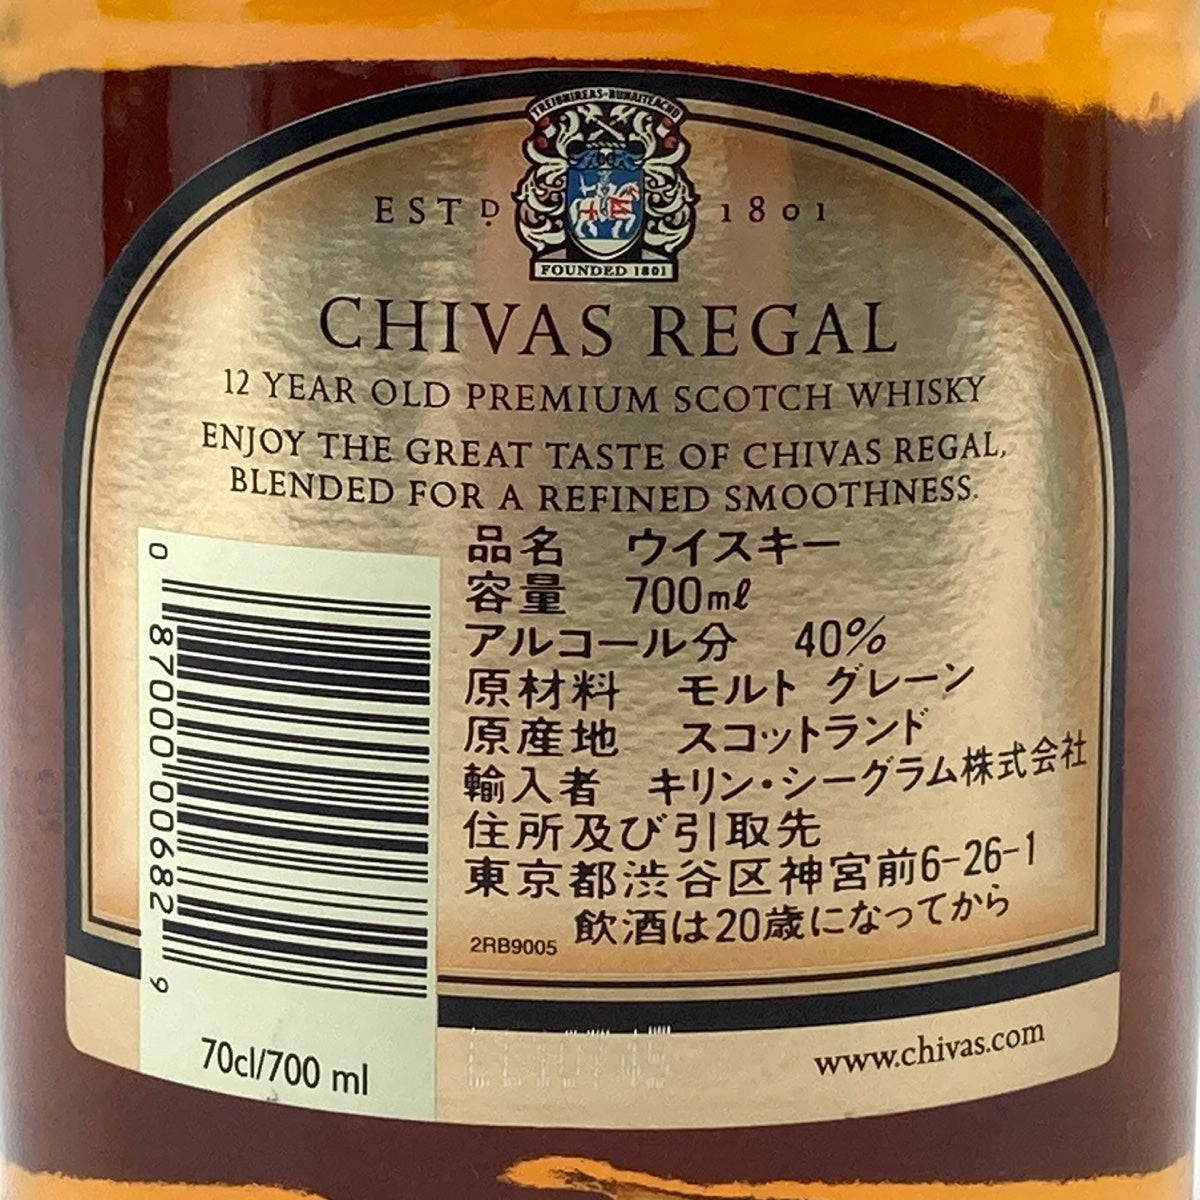 ESTD 1801
FOUNDED 1801
CHIVAS REGAL
12 YEAR OLD PREMIUM SCOTCH WHISKY
ENJOY THE GREAT TASTE OF CHIVAS REGAL,
BLENDED FOR A REFINED SMOOTHNESS.
品名 ウイスキー
容量 700mℓ
アルコール分 40%
原材料 モルト グレーン
原産地 スコットランド
輸入者 キリン・シーグラム株式会社
住所及び引取先
東京都渋谷区神宮前6-26-1
飲酒は20歳になってから
2RB9005
0 87000 00682 9
70cl/700 ml
www.chivas.com